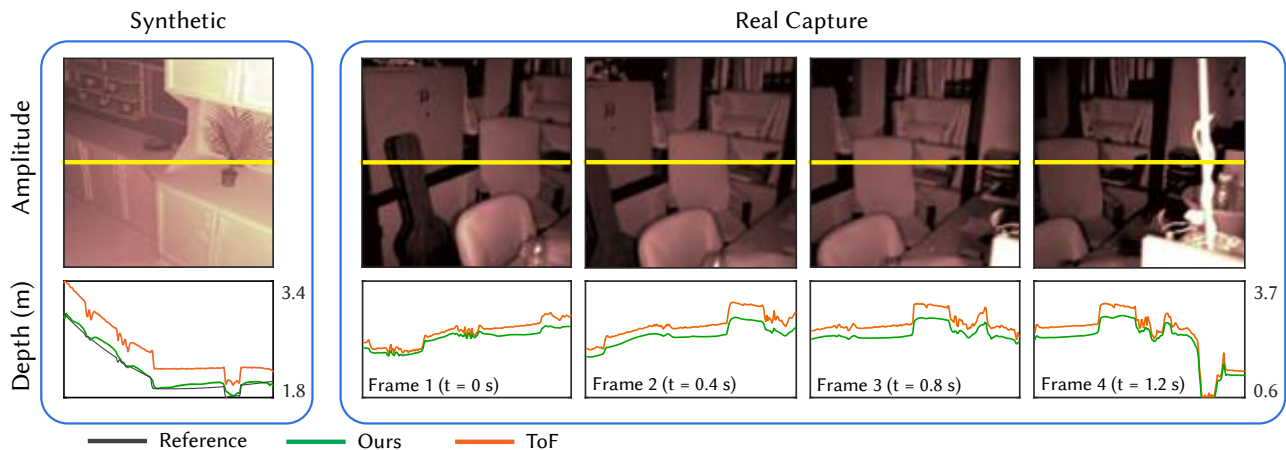 Synthetic
Real Capture
Amplitude
Depth (m)
3.4
1.8
Frame 1 (t = 0 s)
Frame 2 (t = 0.4 s)
Frame 3 (t = 0.8 s)
Frame 4 (t = 1.2 s)
3.7
0.6
Reference
Ours
ToF